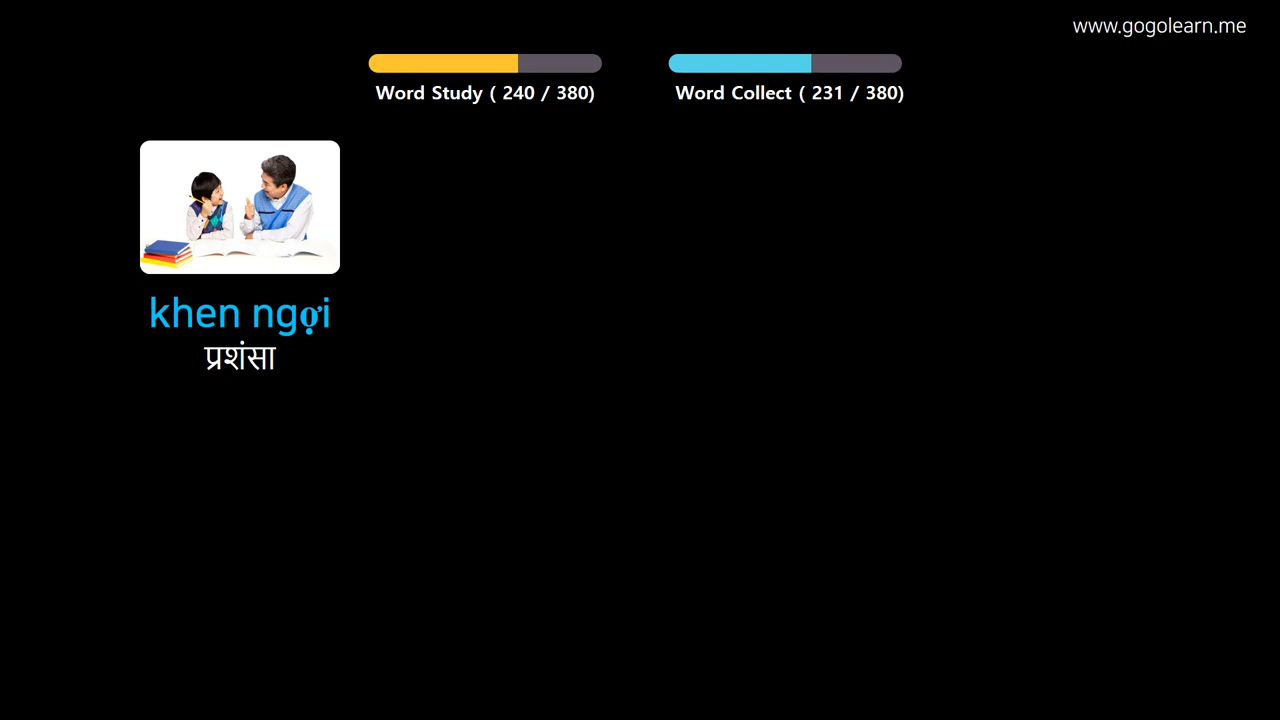 www.gogolearn.me
Word Study ( 240 / 380)
Word Collect ( 231 / 380)
khen ngợi
प्रशंसा